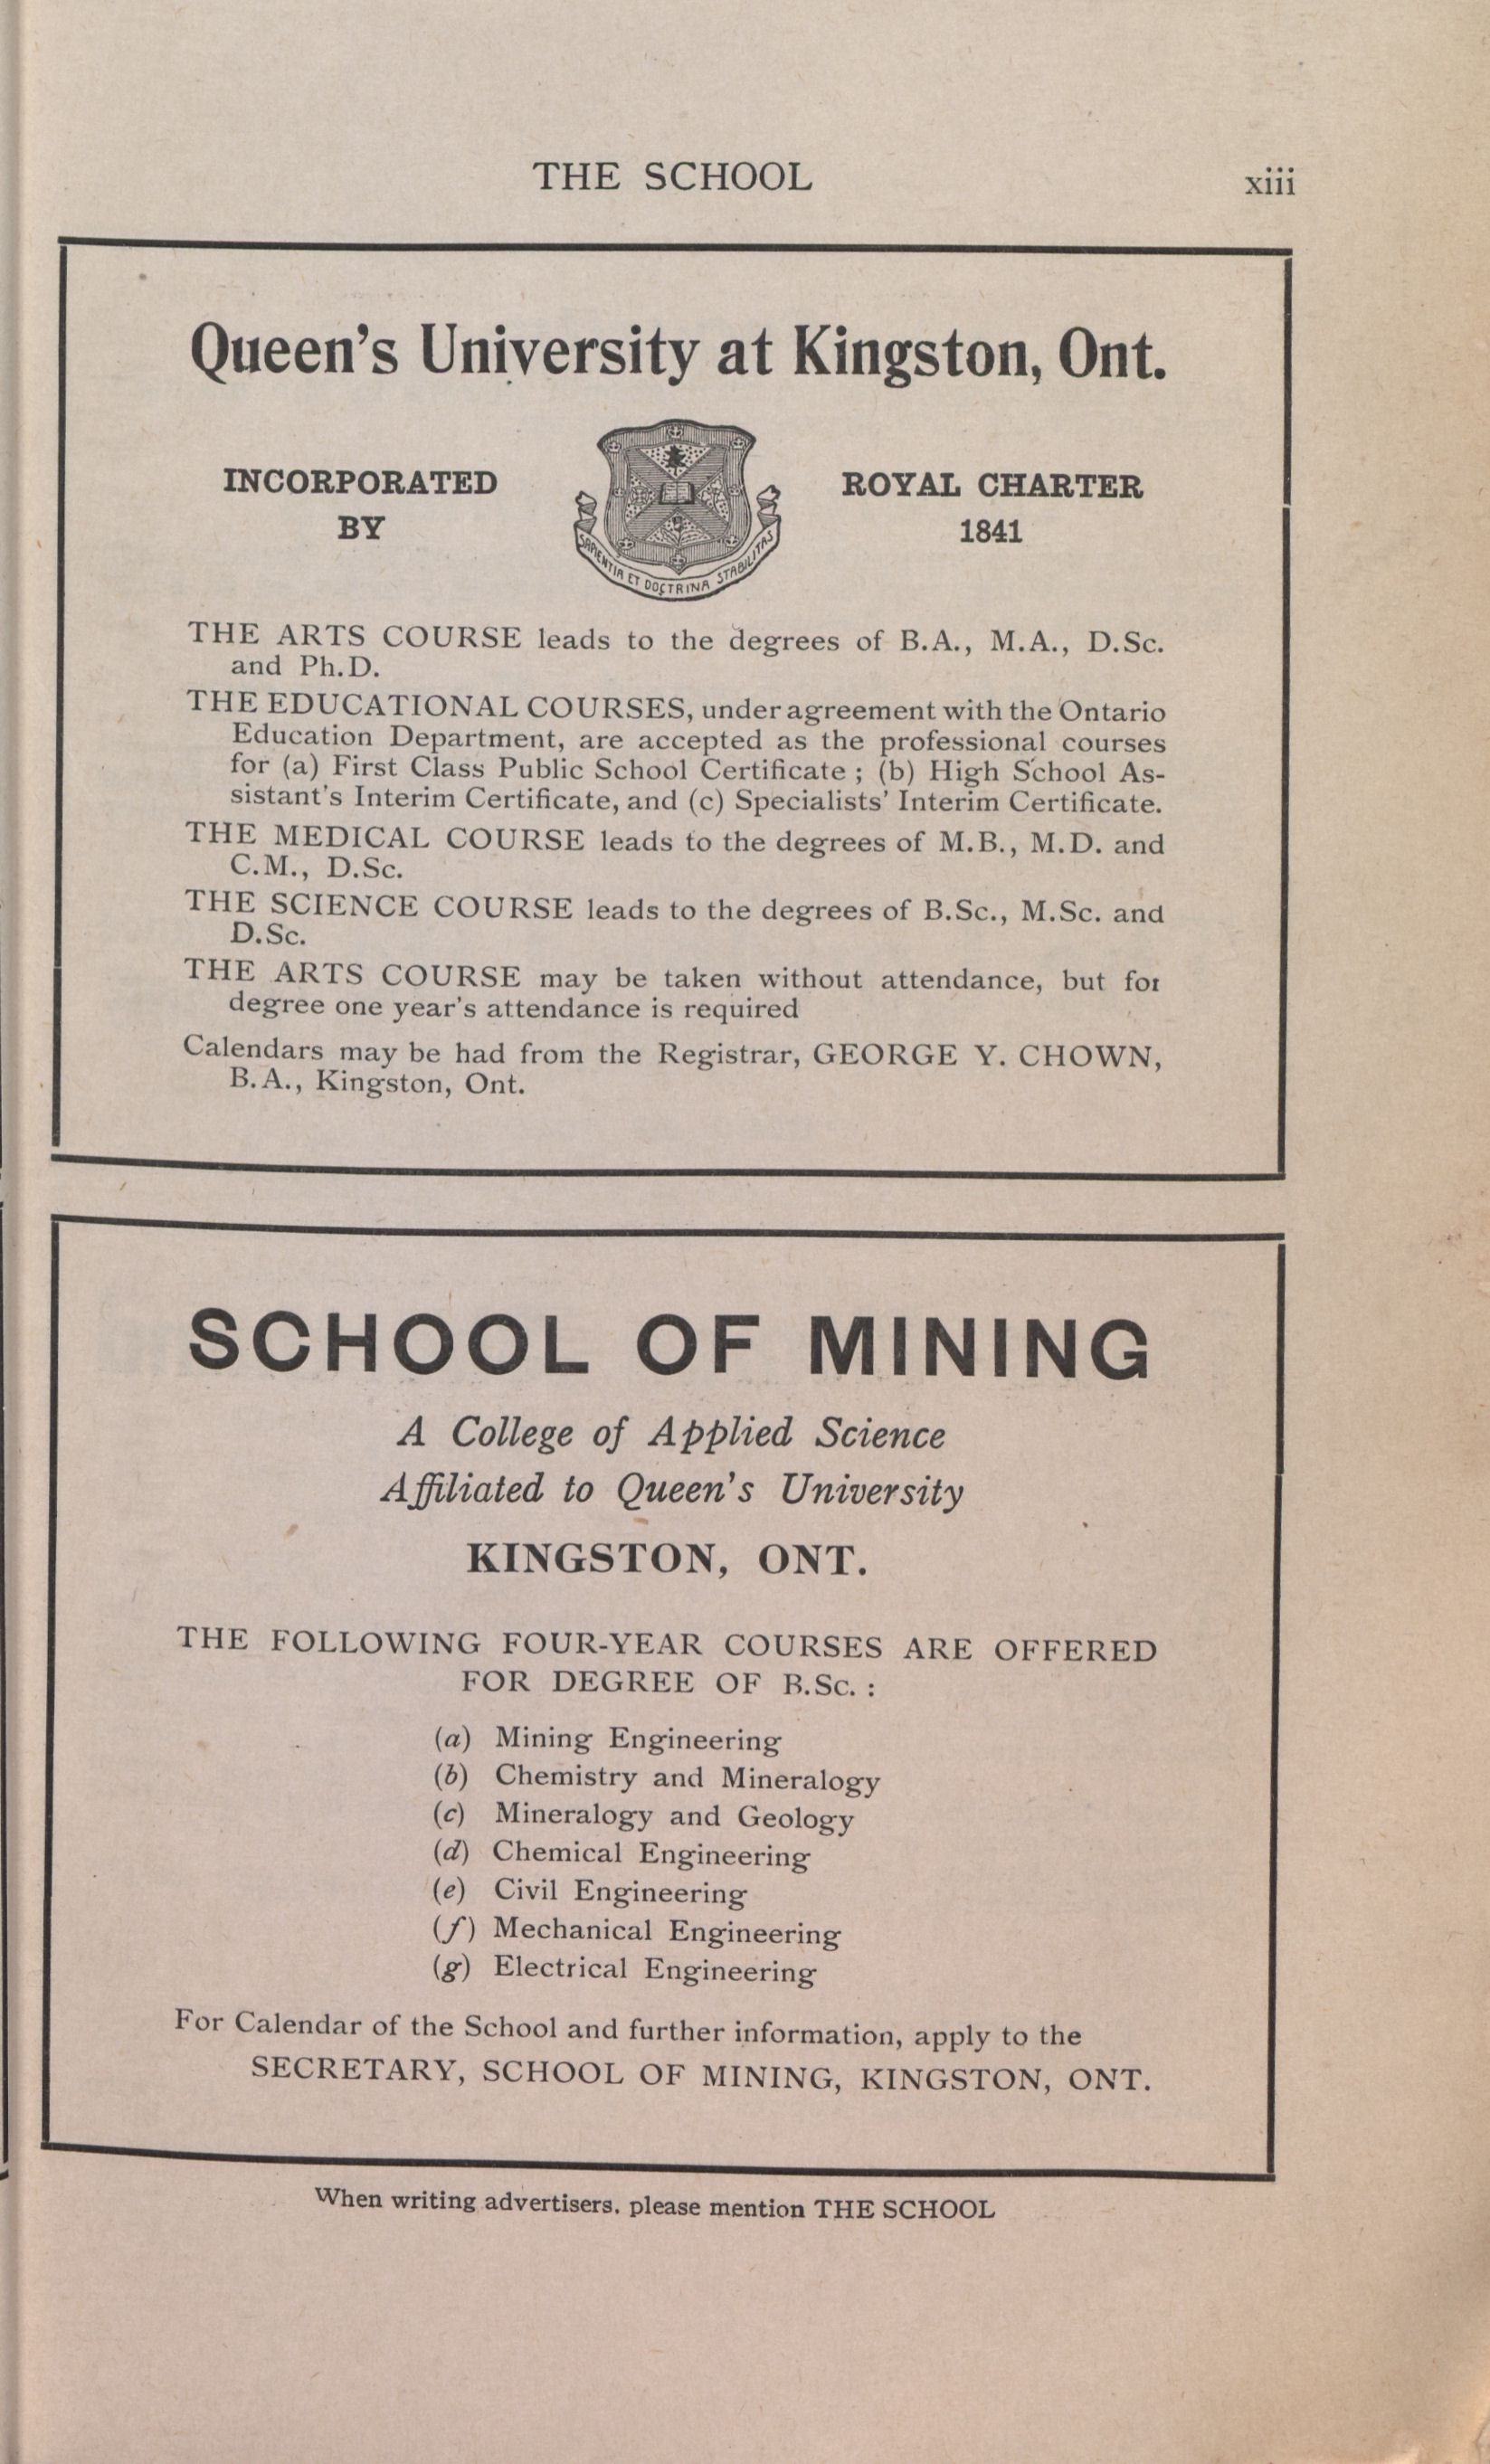 THE SCHOOL xiii
Queen's University at Kingston, Ont.
INCORPORATED
BY
SAPIENTIA ET DOCTRINA STABILITAS
ROYAL CHARTER
1841
THE ARTS COURSE leads to the degrees of B.A., M.A., D.Sc.
and Ph.D.
THE EDUCATIONAL COURSES, under agreement with the Ontario
Education Department, are accepted as the professional courses
for (a) First Class Public School Certificate ; (b) High School As-
sistant's Interim Certificate, and (c) Specialists' Interim Certificate.
THE MEDICAL COURSE leads to the degrees of M.B., M.D. and
C.M., D.Sc.
THE SCIENCE COURSE leads to the degrees of B.Sc., M.Sc. and
D.Sc.
THE ARTS COURSE may be taken without attendance, but for
degree one year's attendance is required
Calendars may be had from the Registrar, GEORGE Y. CHOWN,
B.A., Kingston, Ont.
SCHOOL OF MINING
A College of Applied Science
Affiliated to Queen's University
KINGSTON, ONT.
THE FOLLOWING FOUR-YEAR COURSES ARE OFFERED
FOR DEGREE OF B.Sc. :
(a) Mining Engineering
(b) Chemistry and Mineralogy
(c) Mineralogy and Geology
(d) Chemical Engineering
(e) Civil Engineering
(f) Mechanical Engineering
(g) Electrical Engineering
For Calendar of the School and further information, apply to the
SECRETARY, SCHOOL OF MINING, KINGSTON, ONT.
When writing advertisers. please mention THE SCHOOL